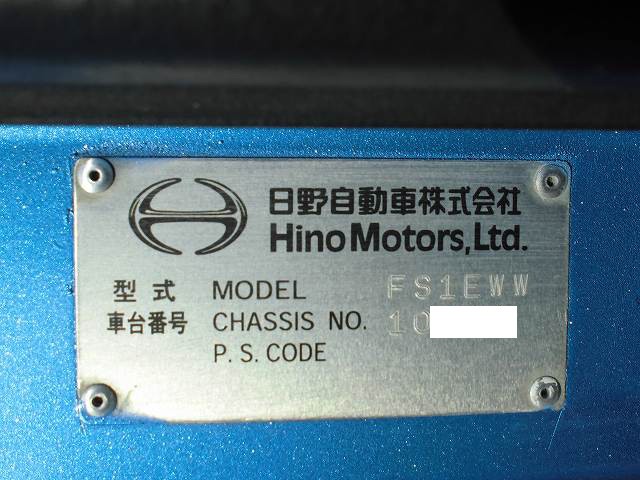 日野自動車株式会社
Hino Motors, Ltd.
型式 MODEL FS1EWW
車台番号 CHASSIS NO. 10
P. S. CODE